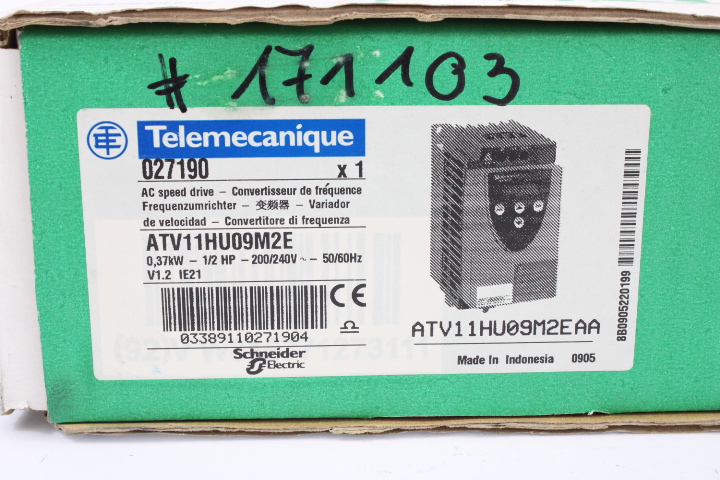 # 171103
Telemecanique
027190 x 1
AC speed drive – Convertisseur de fréquence
Frequenzumrichter – 变频器 – Variador
de velocidad – Convertitore di frequenza
ATV11HU09M2E
0,37kW – 1/2 HP – 200/240V ~ – 50/60Hz
V1.2 IE21
CE
03389110271904
Schneider
Electric
ATV11HU09M2EAA
Made in Indonesia 0905
8B0905220199